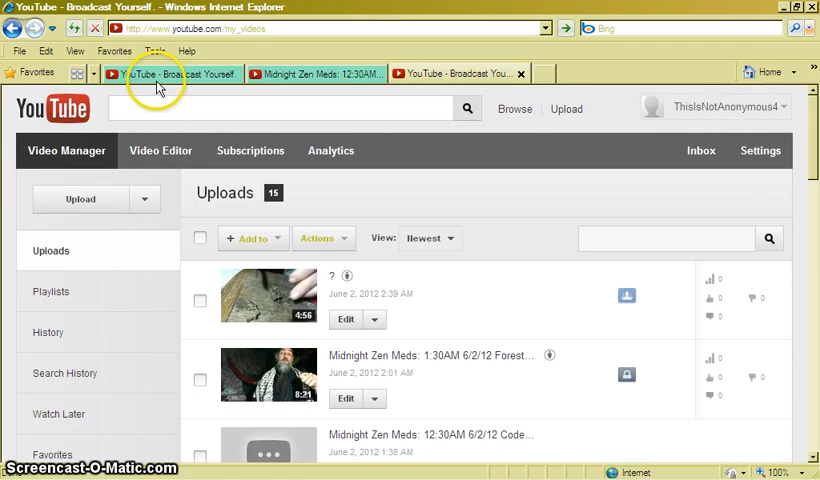 YouTube - Broadcast Yourself. - Windows Internet Explorer
http://www.youtube.com/my_videos
Bing
File Edit View Favorites Tools Help
Favorites
YouTube - Broadcast Yourself.
Midnight Zen Meds: 12:30AM...
YouTube - Broadcast You...
Home
YouTube
Browse
Upload
ThisIsNotAnonymous4
Video Manager
Video Editor
Subscriptions
Analytics
Inbox
Settings
Upload
Uploads 15
+ Add to
Actions
View: Newest
Uploads
Playlists
History
Search History
Watch Later
Favorites
?
June 2, 2012 2:39 AM
4:56
Edit
0
0 0
0
Midnight Zen Meds: 1:30AM 6/2/12 Forest...
June 2, 2012 2:01 AM
8:21
Edit
0
0 0
0
Midnight Zen Meds: 12:30AM 6/2/12 Code...
June 2, 2012 1:38 AM
Screencast-O-Matic.com
Internet
100%